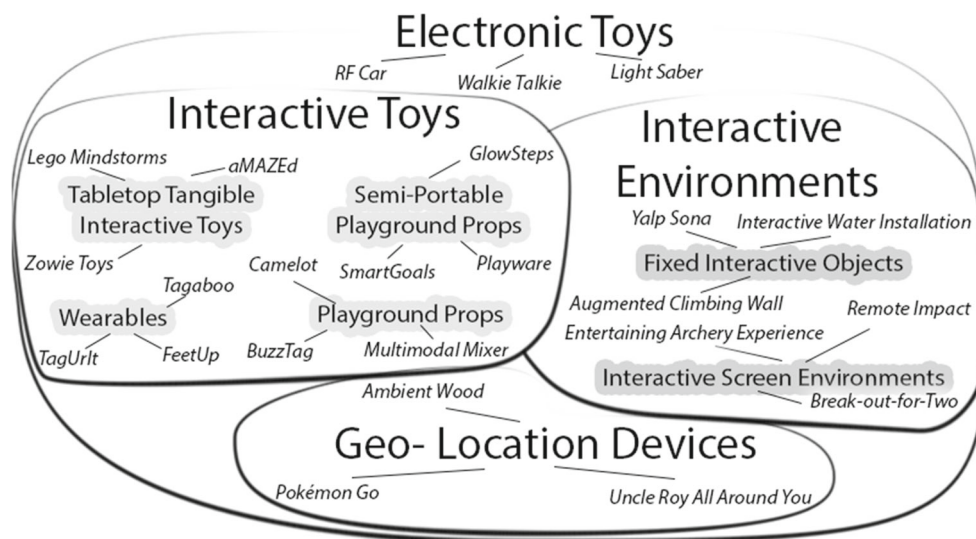 Electronic Toys
RF Car
Walkie Talkie
Light Saber
Interactive Toys
Lego Mindstorms
aMAZEd
Tabletop Tangible
Interactive Toys
Zowie Toys
GlowSteps
Semi-Portable
Playground Props
SmartGoals
Playware
Tagaboo
Wearables
TagUrIt
FeetUp
Camelot
Playground Props
BuzzTag
Multimodal Mixer
Interactive
Environments
Yalp Sona
Interactive Water Installation
Fixed Interactive Objects
Augmented Climbing Wall
Entertaining Archery Experience
Remote Impact
Interactive Screen Environments
Break-out-for-Two
Ambient Wood
Geo- Location Devices
Pokémon Go
Uncle Roy All Around You